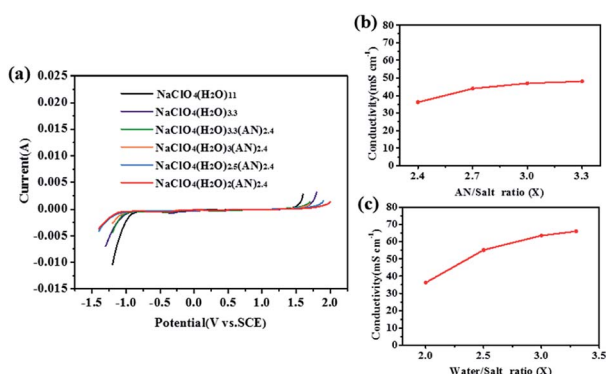 (a)
0.025
0.020
0.015
0.010
0.005
0.000
-0.005
-0.010
-0.015
NaClO4(H2O)11
NaClO4(H2O)3.3
NaClO4(H2O)3.3(AN)2.4
NaClO4(H2O)3(AN)2.4
NaClO4(H2O)2.5(AN)2.4
NaClO4(H2O)2(AN)2.4
Current(A)
-1.5 -1.0 -0.5 0.0 0.5 1.0 1.5 2.0
Potential(V vs.SCE)
(b)
80
70
60
50
40
30
20
10
0
Conductivity(mS cm-1)
2.4 2.7 3.0 3.3
AN/Salt ratio (X)
(c)
80
70
60
50
40
30
20
10
0
Conductivity(mS cm-1)
2.0 2.5 3.0 3.5
Water/Salt ratio (X)